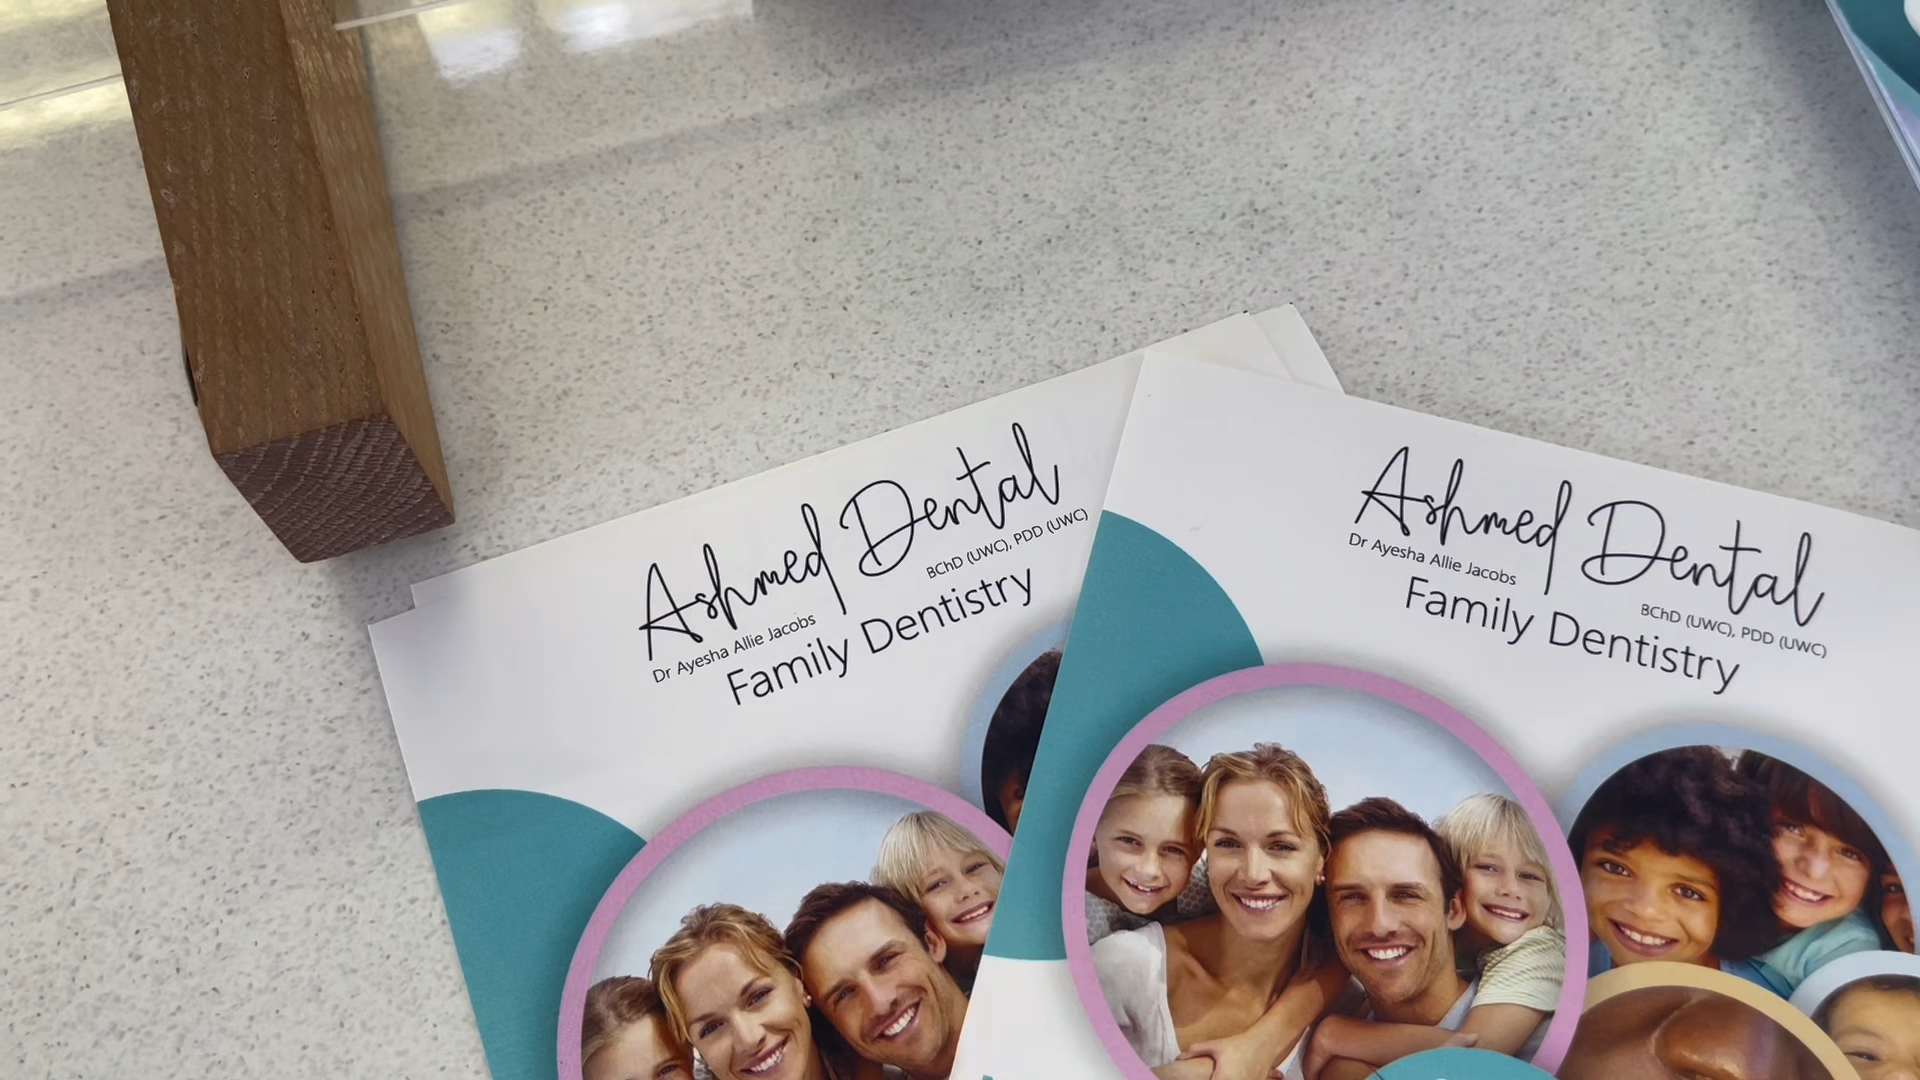 Ashmed Dental
Dr Ayesha Allie Jacobs
BChD (UWC), PDD (UWC)
Family Dentistry
Ashmed Dental
Dr Ayesha Allie Jacobs
BChD (UWC), PDD (UWC)
Family Dentistry